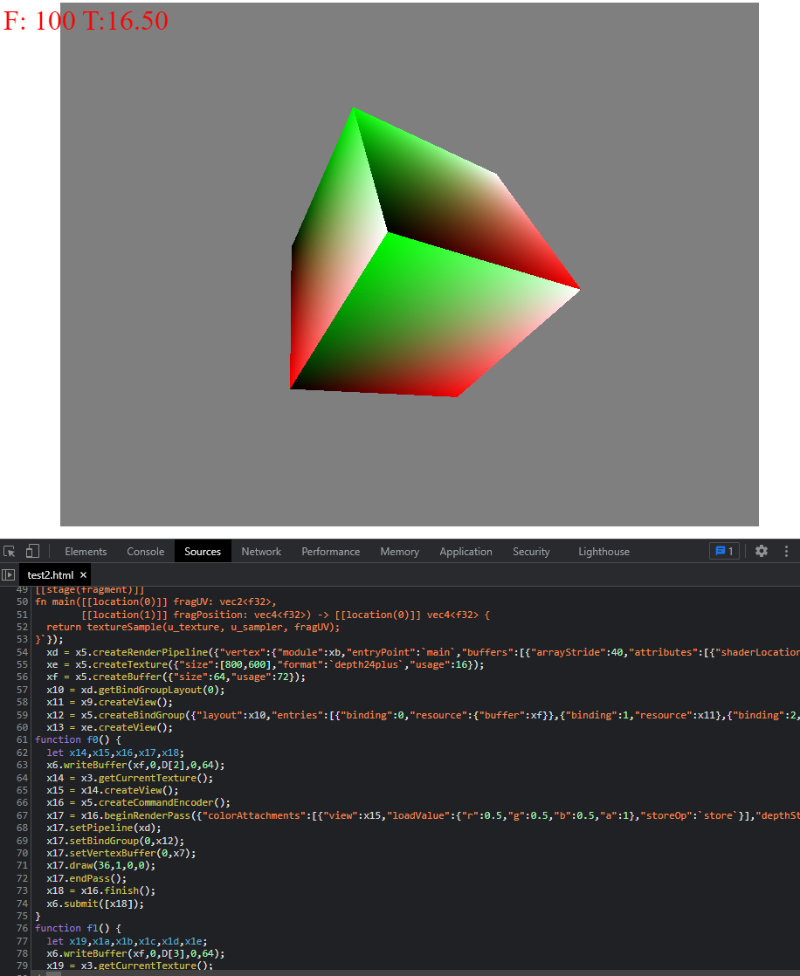 F: 100 T:16.50
Elements Console Sources Network Performance Memory Application Security Lighthouse 1
test2.html ×
49 [[stage(fragment)]]
50 fn main([[location(0)]] fragUV: vec2<f32>,
51 [[location(1)]] fragPosition: vec4<f32>) -> [[location(0)]] vec4<f32> {
52 return textureSample(u_texture, u_sampler, fragUV);
53 }`});
54 xd = x5.createRenderPipeline({"vertex":{"module":xb,"entryPoint":`main`,"buffers":[{"arrayStride":40,"attributes":[{"shaderLocation
55 xe = x5.createTexture({"size":[800,600],"format":`depth24plus`,"usage":16});
56 xf = x5.createBuffer({"size":64,"usage":72});
57 x10 = xd.getBindGroupLayout(0);
58 x11 = x9.createView();
59 x12 = x5.createBindGroup({"layout":x10,"entries":[{"binding":0,"resource":{"buffer":xf}},{"binding":1,"resource":x11},{"binding":2,
60 x13 = xe.createView();
61 function f0() {
62 let x14,x15,x16,x17,x18;
63 x6.writeBuffer(xf,0,D[2],0,64);
64 x14 = x3.getCurrentTexture();
65 x15 = x14.createView();
66 x16 = x5.createCommandEncoder();
67 x17 = x16.beginRenderPass({"colorAttachments":[{"view":x15,"loadValue":{"r":0.5,"g":0.5,"b":0.5,"a":1},"storeOp":`store`}],"depthSt
68 x17.setPipeline(xd);
69 x17.setBindGroup(0,x12);
70 x17.setVertexBuffer(0,x7);
71 x17.draw(36,1,0,0);
72 x17.endPass();
73 x18 = x16.finish();
74 x6.submit([x18]);
75 }
76 function f1() {
77 let x19,x1a,x1b,x1c,x1d,x1e;
78 x6.writeBuffer(xf,0,D[3],0,64);
79 x19 = x3.getCurrentTexture();